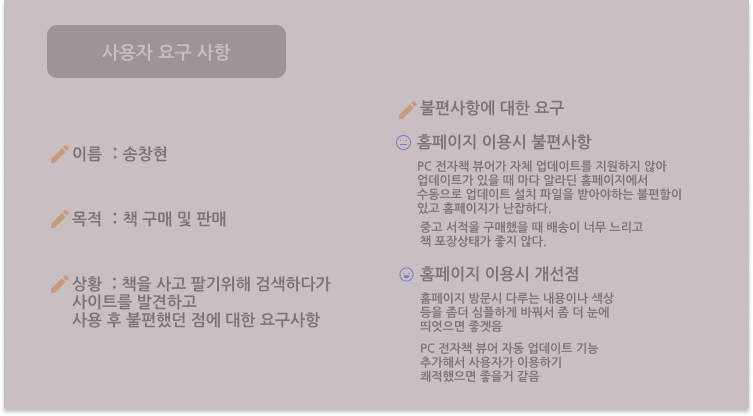 사용자 요구 사항
이름 : 송창현
목적 : 책 구매 및 판매
상황 : 책을 사고 팔기위해 검색하다가
사이트를 발견하고
사용 후 불편했던 점에 대한 요구사항
불편사항에 대한 요구
홈페이지 이용시 불편사항
PC 전자책 뷰어가 자체 업데이트를 지원하지 않아
업데이트가 있을 때 마다 알라딘 홈페이지에서
수동으로 업데이트 설치 파일을 받아야하는 불편함이
있고 홈페이지가 난잡하다.
중고 서적을 구매했을 때 배송이 너무 느리고
책 포장상태가 좋지 않다.
홈페이지 이용시 개선점
홈페이지 방문시 다루는 내용이나 색상
등을 좀더 심플하게 바꿔서 좀 더 눈에
띄엇으면 좋겟음
PC 전자책 뷰어 자동 업데이트 기능
추가해서 사용자가 이용하기
쾌적했으면 좋을거 같음